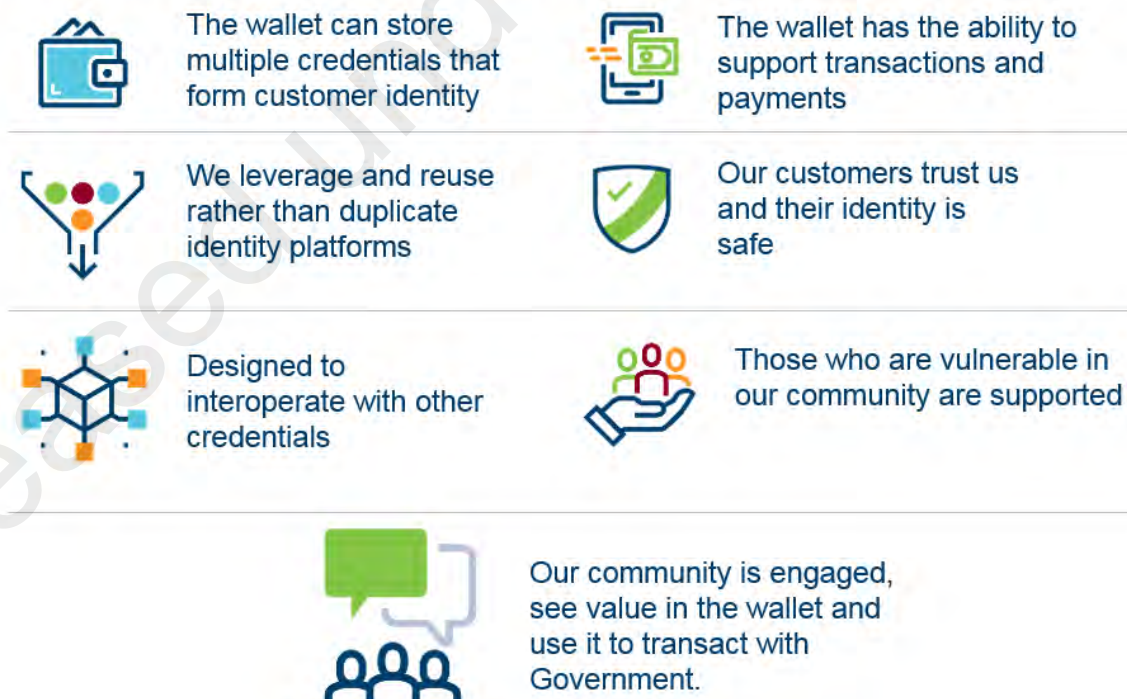 The wallet can store
multiple credentials that
form customer identity
The wallet has the ability to
support transactions and
payments
We leverage and reuse
rather than duplicate
identity platforms
Our customers trust us
and their identity is
safe
Designed to
interoperate with other
credentials
Those who are vulnerable in
our community are supported
Our community is engaged,
see value in the wallet and
use it to transact with
Government.